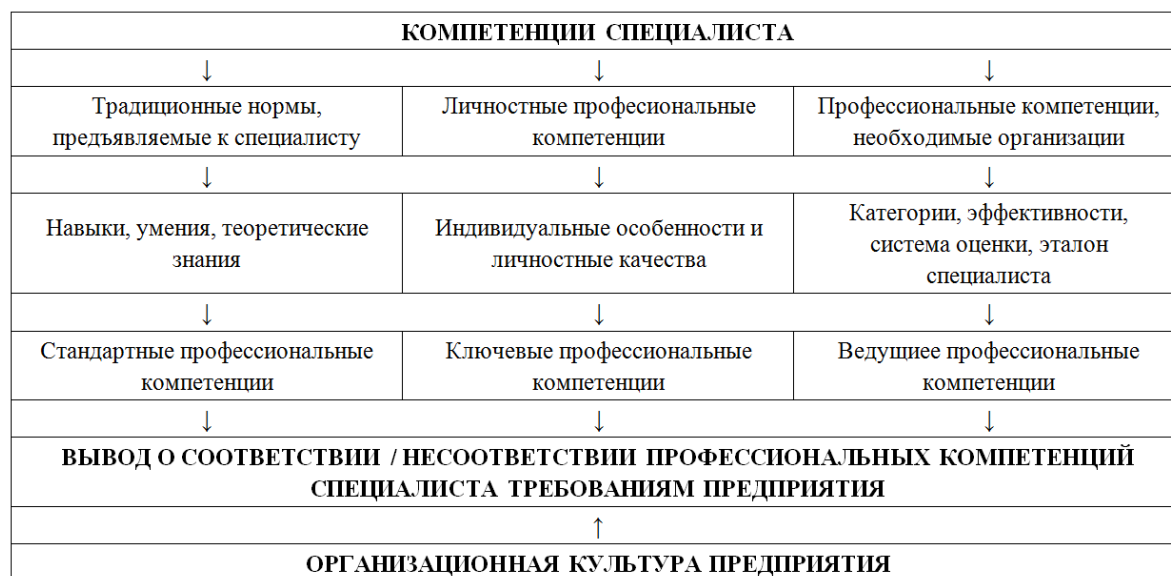 КОМПЕТЕНЦИИ СПЕЦИАЛИСТА
↓ ↓ ↓
Традиционные нормы,
предъявляемые к специалисту
Личностные професиональные
компетенции
Профессиональные компетенции,
необходимые организации
↓ ↓ ↓
Навыки, умения, теоретические
знания
Индивидуальные особенности и
личностные качества
Категории, эффективности,
система оценки, эталон
специалиста
↓ ↓ ↓
Стандартные профессиональные
компетенции
Ключевые профессиональные
компетенции
Ведущиее профессиональные
компетенции
↓ ↓ ↓
ВЫВОД О СООТВЕТСТВИИ / НЕСООТВЕТСТВИИ ПРОФЕССИОНАЛЬНЫХ КОМПЕТЕНЦИЙ
СПЕЦИАЛИСТА ТРЕБОВАНИЯМ ПРЕДПРИЯТИЯ
↑
ОРГАНИЗАЦИОННАЯ КУЛЬТУРА ПРЕДПРИЯТИЯ